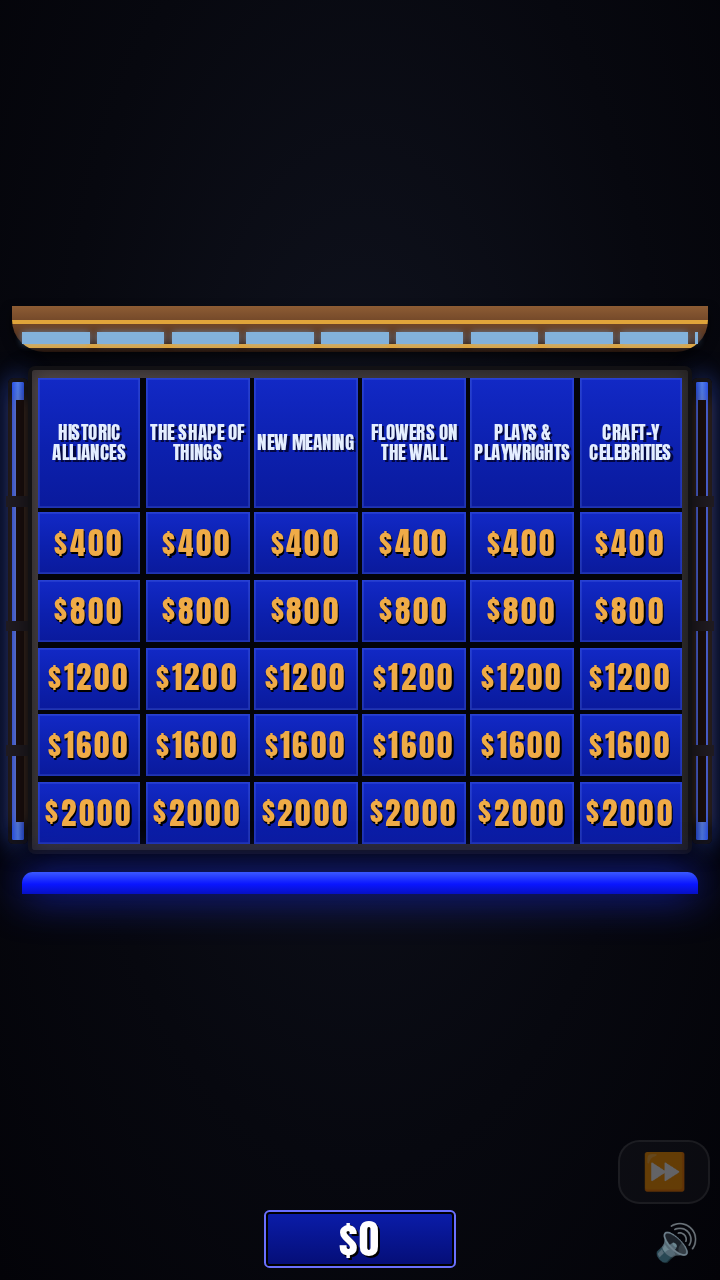 HISTORIC ALLIANCES
THE SHAPE OF THINGS
NEW MEANING
FLOWERS ON THE WALL
PLAYS & PLAYWRIGHTS
CRAFT-Y CELEBRITIES
$400 $400 $400 $400 $400 $400
$800 $800 $800 $800 $800 $800
$1200 $1200 $1200 $1200 $1200 $1200
$1600 $1600 $1600 $1600 $1600 $1600
$2000 $2000 $2000 $2000 $2000 $2000
$0